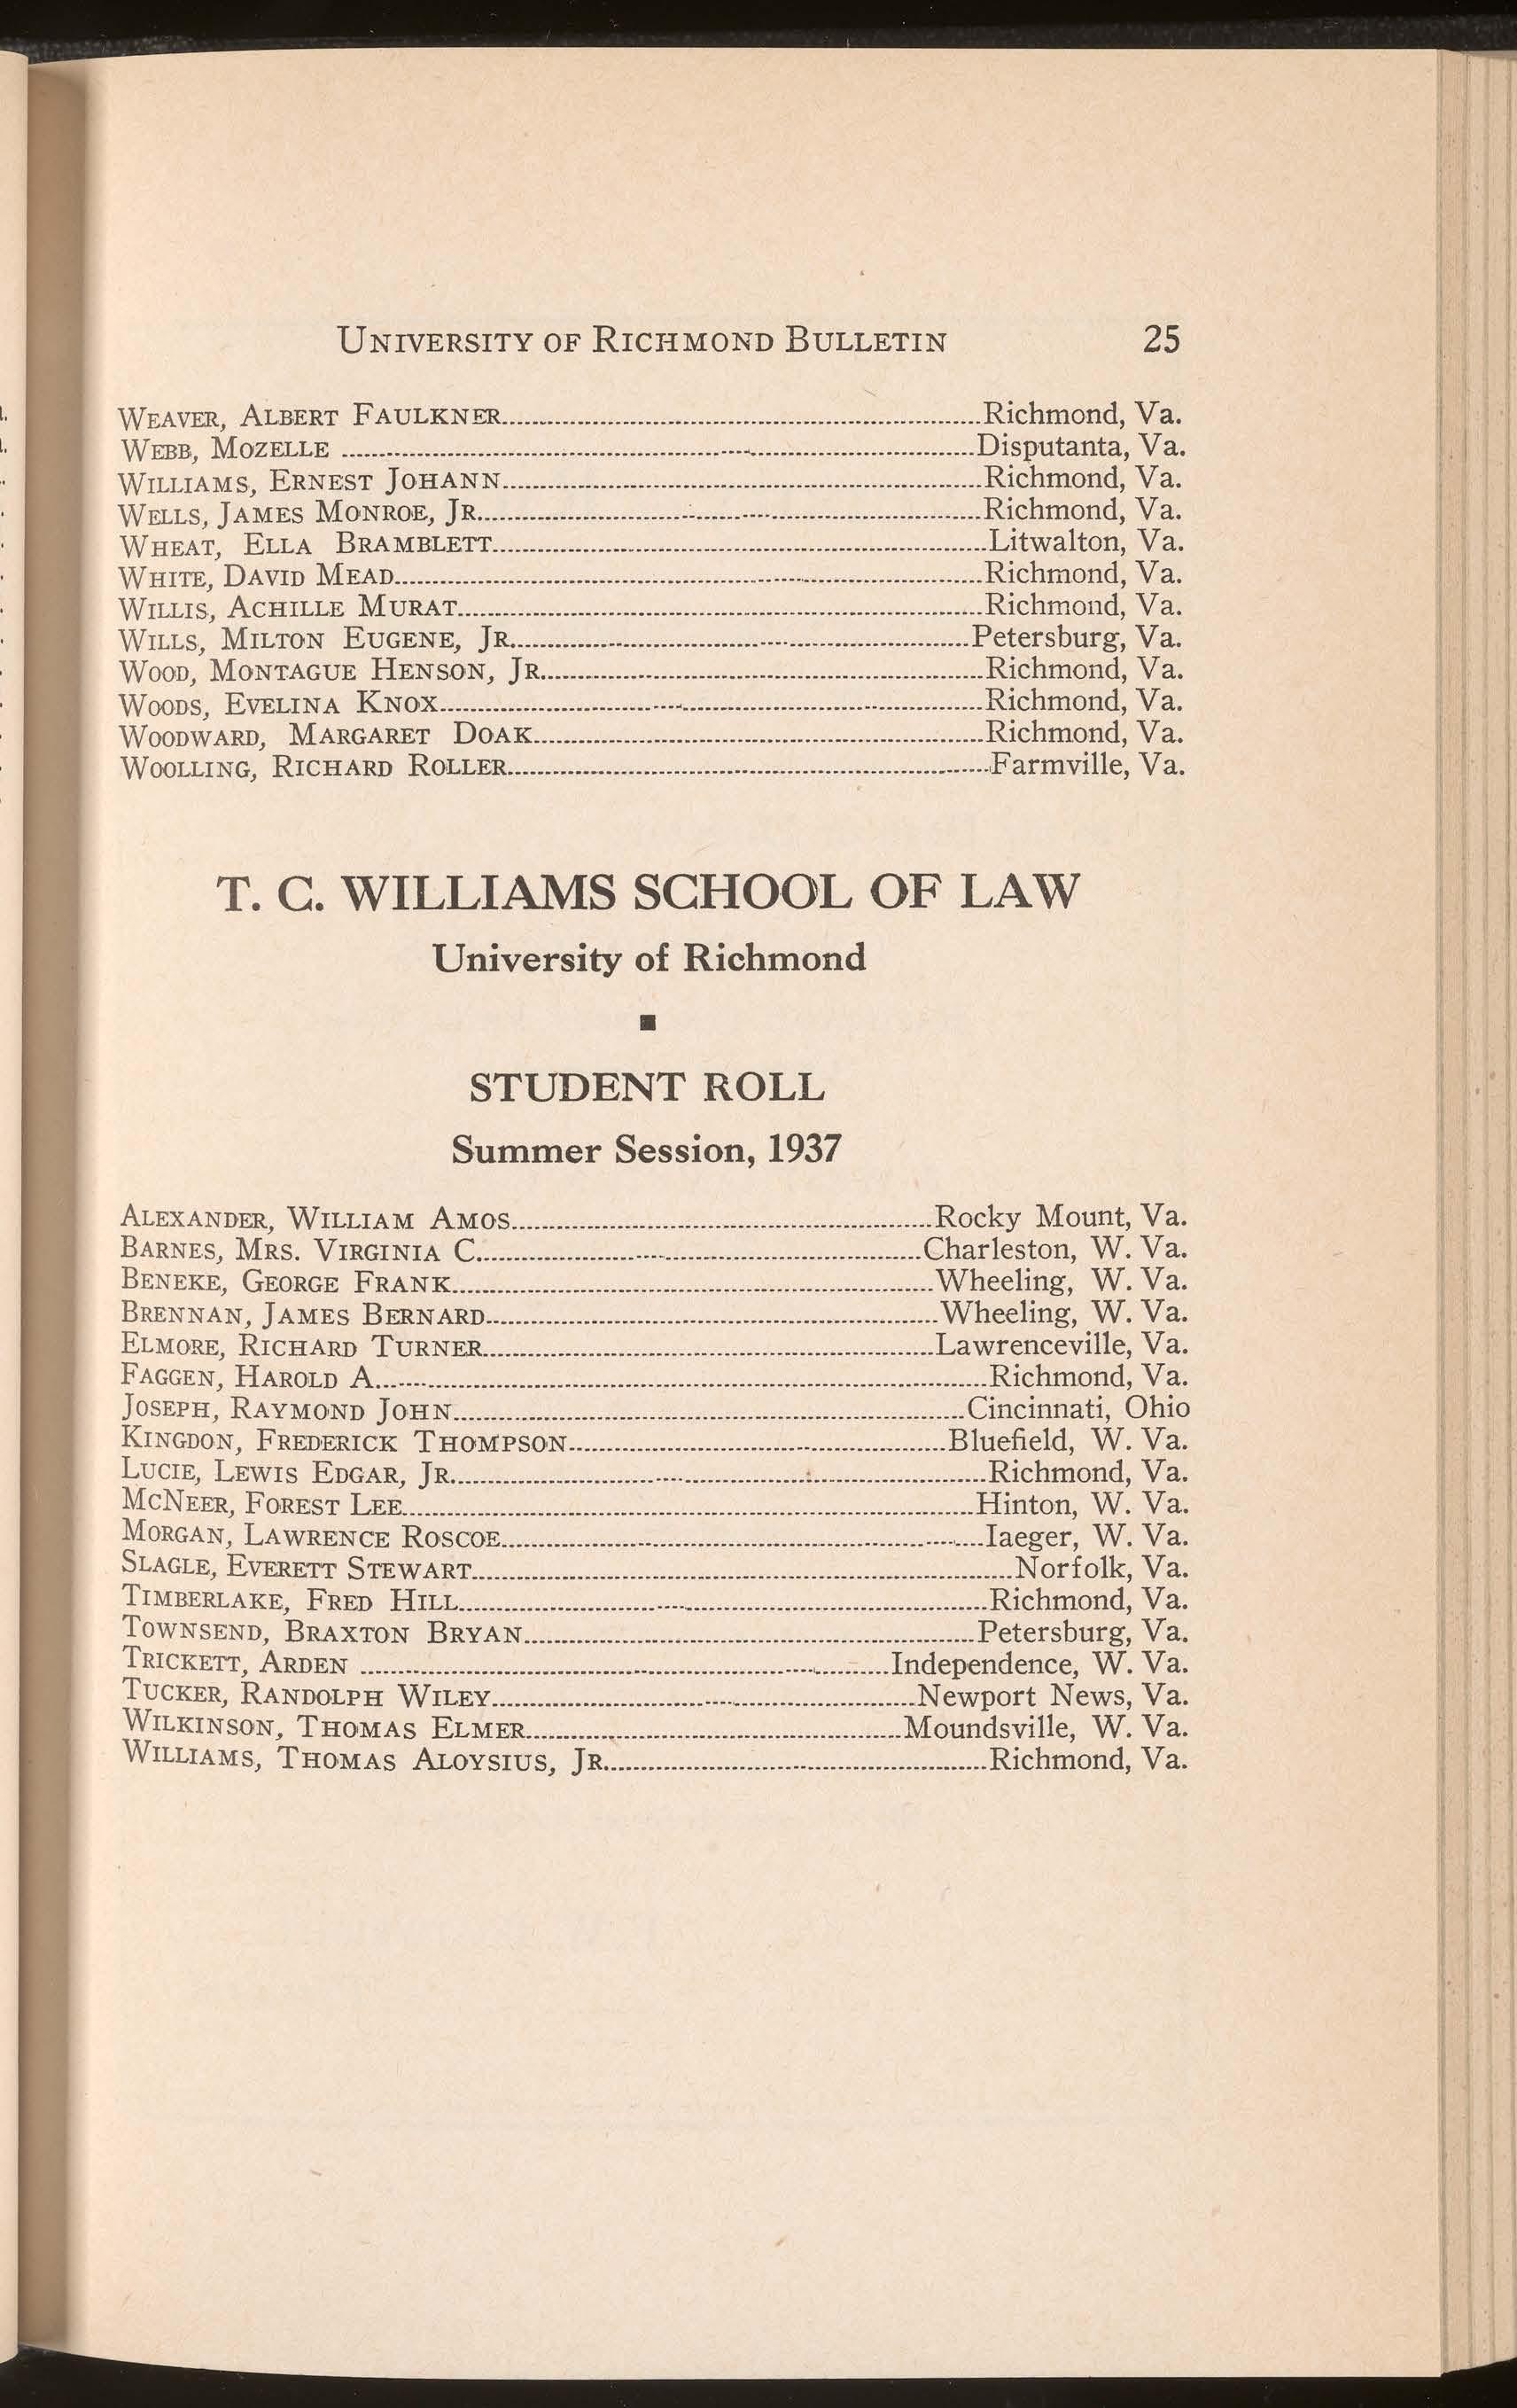 UNIVERSITY OF RICHMOND BULLETIN 25
WEAVER, ALBERT FAULKNER Richmond, Va.
WEBB, MOZELLE Disputanta, Va.
WILLIAMS, ERNEST JOHANN Richmond, Va.
WELLS, JAMES MONROE, JR. Richmond, Va.
WHEAT, ELLA BRAMBLETT Litwalton, Va.
WHITE, DAVID MEAD Richmond, Va.
WILLIS, ACHILLE MURAT Richmond, Va.
WILLS, MILTON EUGENE, JR. Petersburg, Va.
WOOD, MONTAGUE HENSON, JR. Richmond, Va.
WOODS, EVELINA KNOX Richmond, Va.
WOODWARD, MARGARET DOAK Richmond, Va.
WOOLLING, RICHARD ROLLER Farmville, Va.
T. C. WILLIAMS SCHOOL OF LAW
University of Richmond
■
STUDENT ROLL
Summer Session, 1937
ALEXANDER, WILLIAM AMOS Rocky Mount, Va.
BARNES, MRS. VIRGINIA C. Charleston, W. Va.
BENEKE, GEORGE FRANK Wheeling, W. Va.
BRENNAN, JAMES BERNARD Wheeling, W. Va.
ELMORE, RICHARD TURNER Lawrenceville, Va.
FAGGEN, HAROLD A. Richmond, Va.
JOSEPH, RAYMOND JOHN Cincinnati, Ohio
KINGDON, FREDERICK THOMPSON Bluefield, W. Va.
LUCIE, LEWIS EDGAR, JR. Richmond, Va.
MCNEER, FOREST LEE Hinton, W. Va.
MORGAN, LAWRENCE ROSCOE Iaeger, W. Va.
SLAGLE, EVERETT STEWART Norfolk, Va.
TIMBERLAKE, FRED HILL Richmond, Va.
TOWNSEND, BRAXTON BRYAN Petersburg, Va.
TRICKETT, ARDEN Independence, W. Va.
TUCKER, RANDOLPH WILEY Newport News, Va.
WILKINSON, THOMAS ELMER Moundsville, W. Va.
WILLIAMS, THOMAS ALOYSIUS, JR. Richmond, Va.